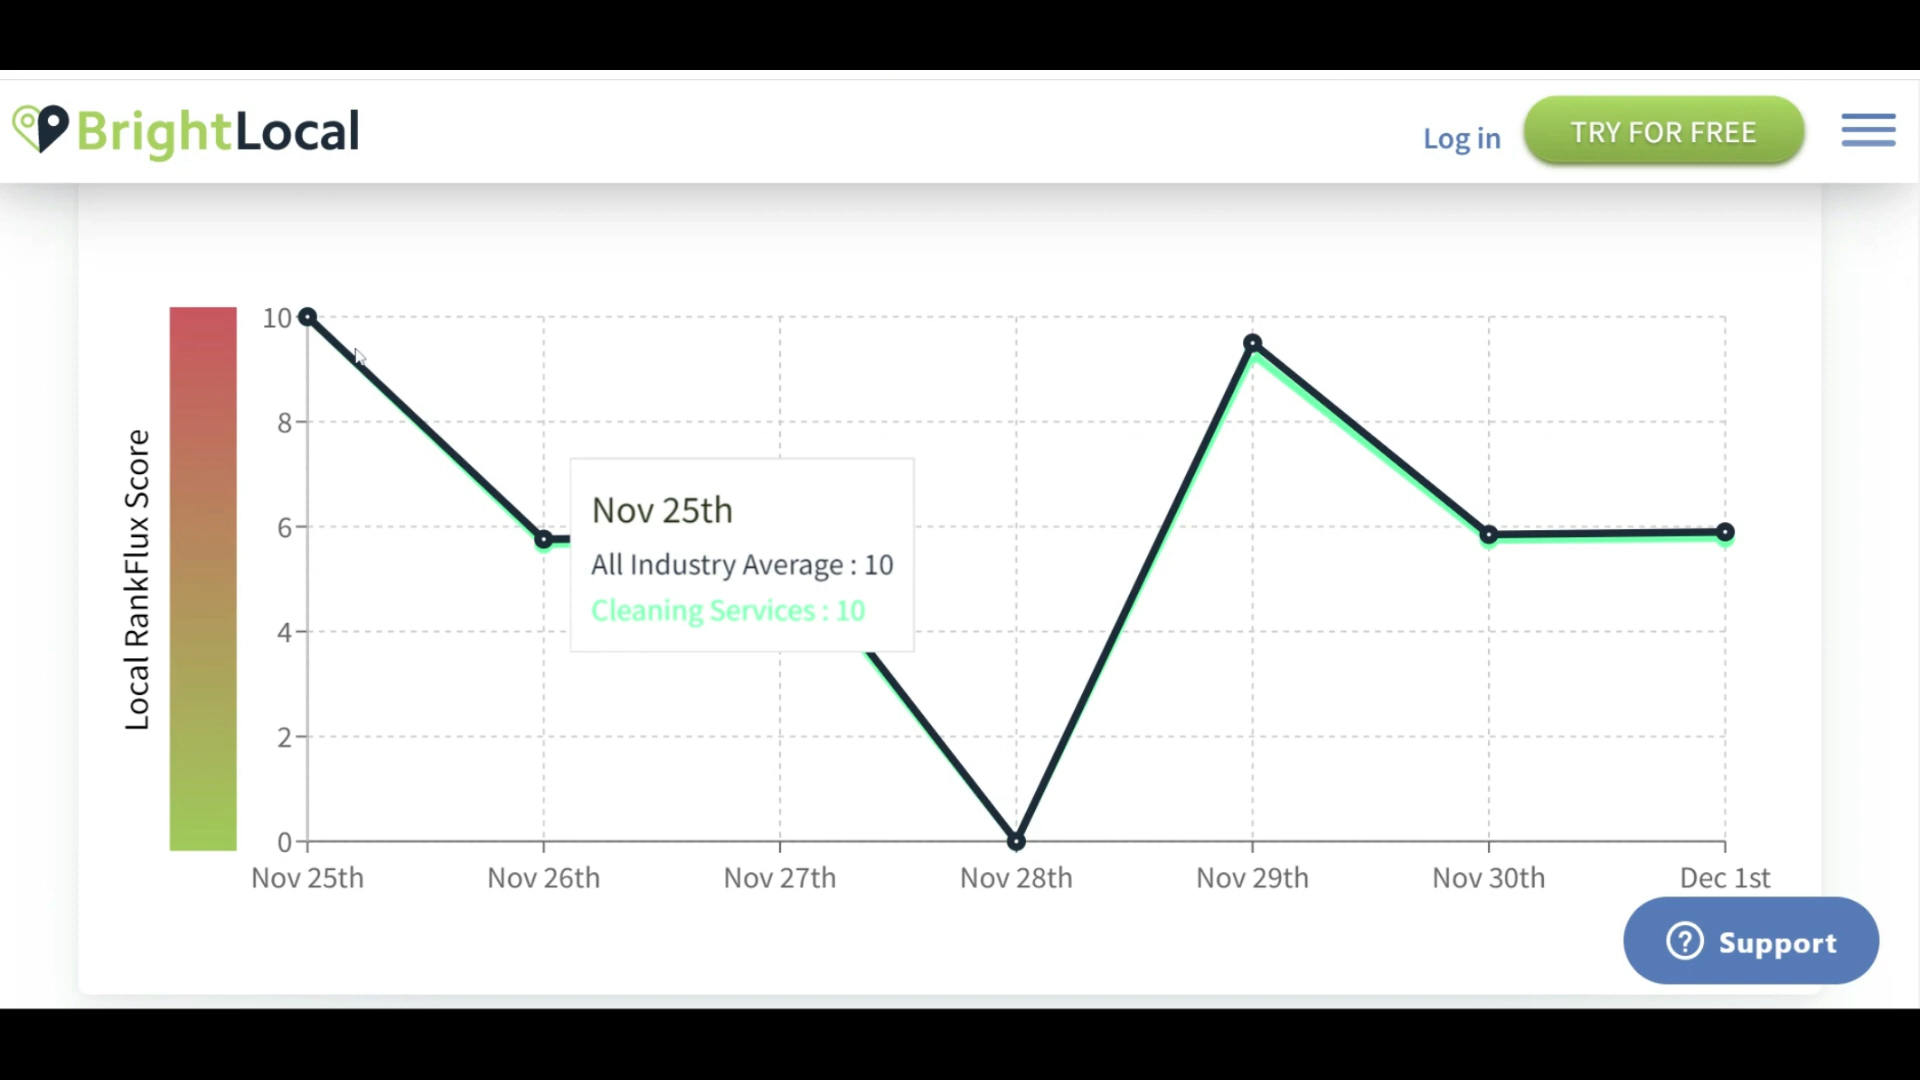 BrightLocal
Log in
TRY FOR FREE
Local RankFlux Score
10
8
6
4
2
0
Nov 25th
All Industry Average : 10
Cleaning Services : 10
Nov 25th
Nov 26th
Nov 27th
Nov 28th
Nov 29th
Nov 30th
Dec 1st
Support